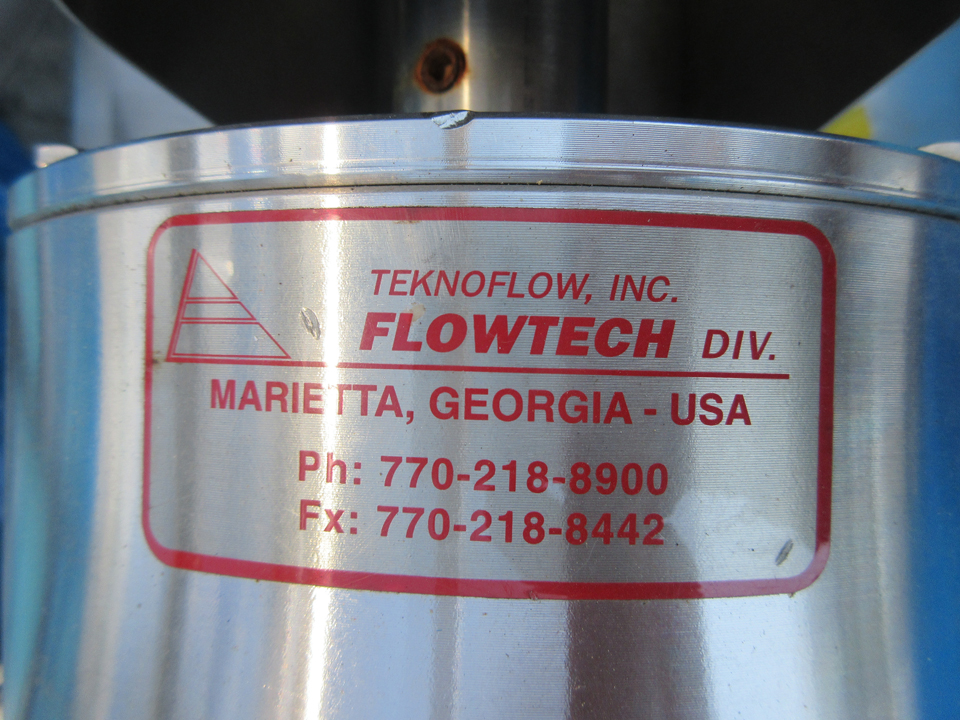 TEKNOFLOW, INC.
FLOWTECH DIV.
MARIETTA, GEORGIA - USA
Ph: 770-218-8900
Fx: 770-218-8442